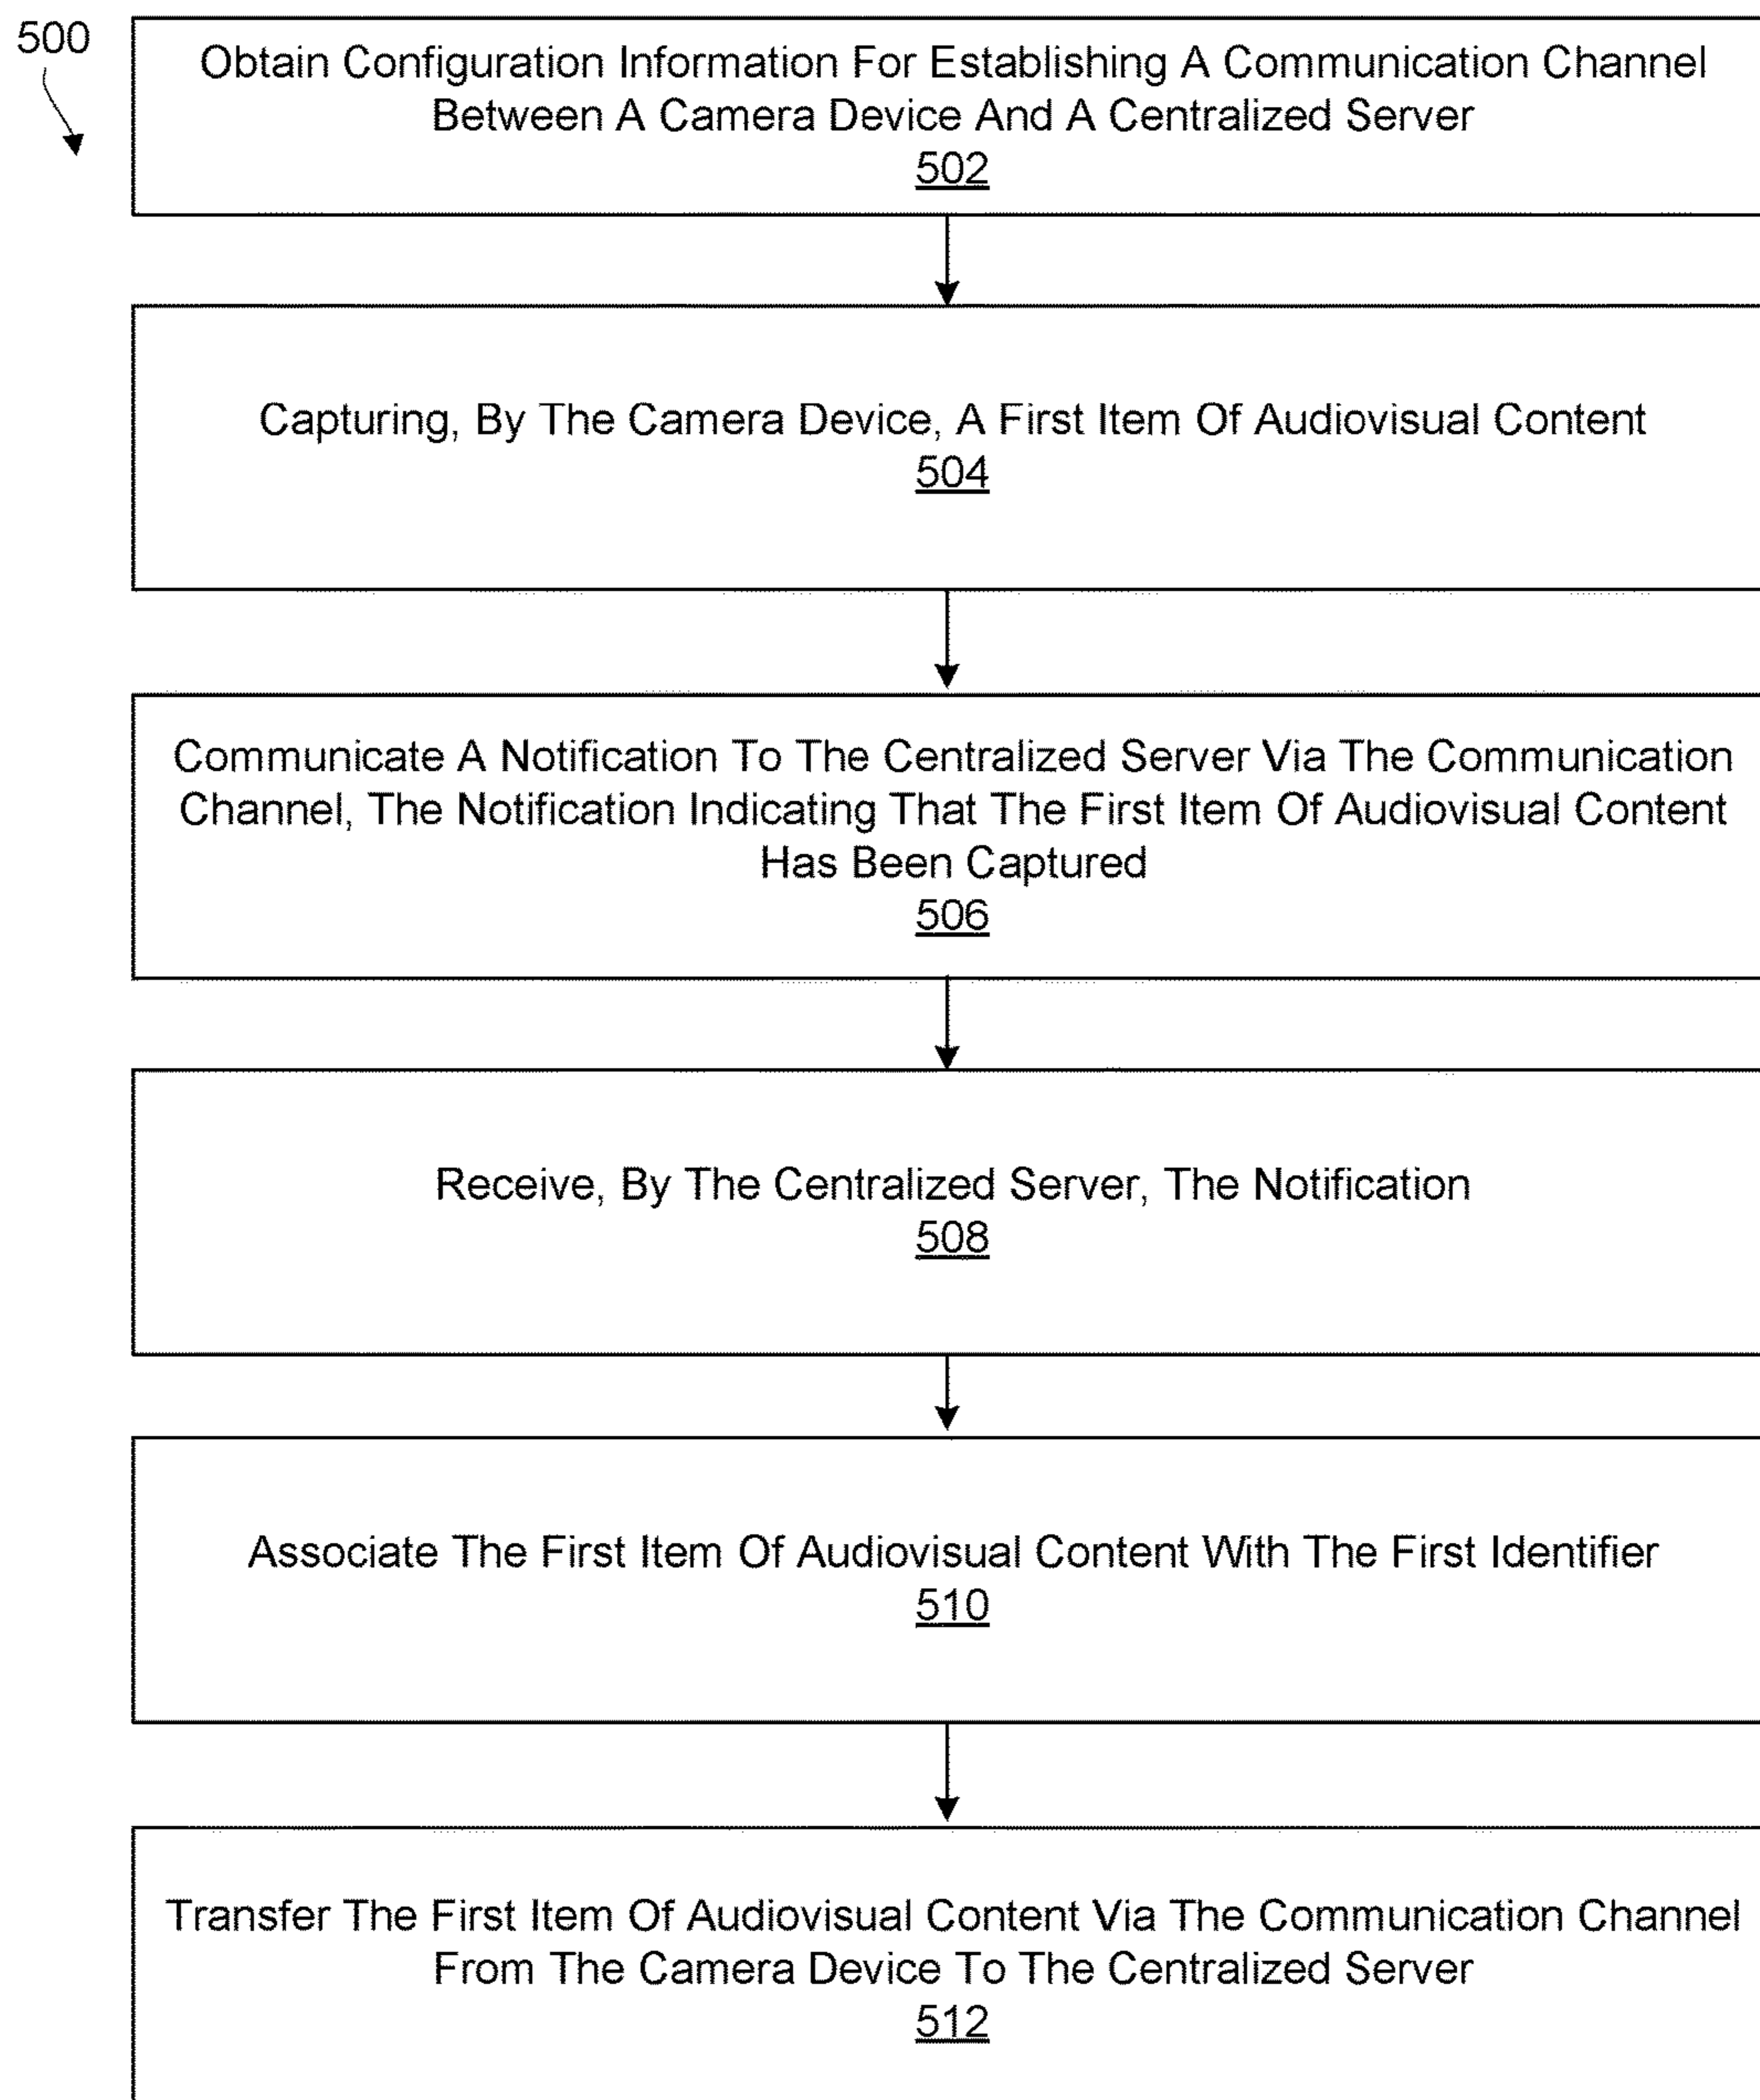 500
Obtain Configuration Information For Establishing A Communication Channel
Between A Camera Device And A Centralized Server
502
Capturing, By The Camera Device, A First Item Of Audiovisual Content
504
Communicate A Notification To The Centralized Server Via The Communication
Channel, The Notification Indicating That The First Item Of Audiovisual Content
Has Been Captured
506
Receive, By The Centralized Server, The Notification
508
Associate The First Item Of Audiovisual Content With The First Identifier
510
Transfer The First Item Of Audiovisual Content Via The Communication Channel
From The Camera Device To The Centralized Server
512